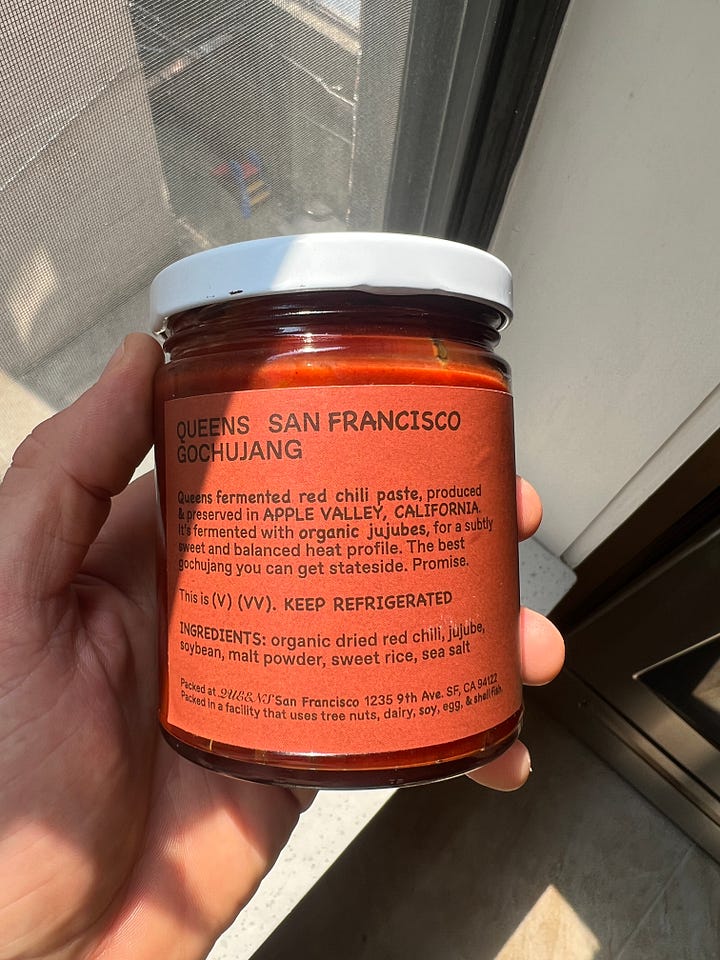 QUEENS SAN FRANCISCO
GOCHUJANG
Queens fermented red chili paste, produced
& preserved in APPLE VALLEY, CALIFORNIA.
It's fermented with organic jujubes, for a subtly
sweet and balanced heat profile. The best
gochujang you can get stateside. Promise.
This is (V) (VV). KEEP REFRIGERATED
INGREDIENTS: organic dried red chili, jujube,
soybean, malt powder, sweet rice, sea salt
Packed at QUEENS San Francisco 1235 9th Ave. SF, CA 94122
Packed in a facility that uses tree nuts, dairy, soy, egg, & shellfish.